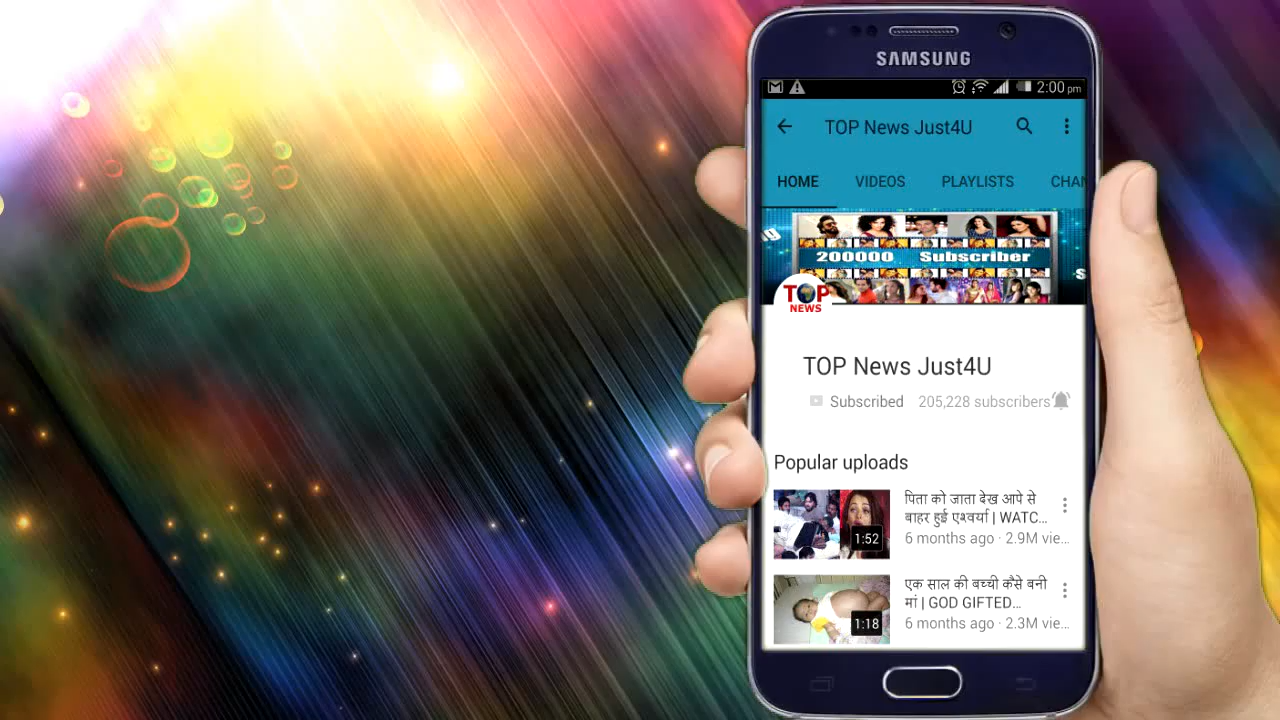 SAMSUNG
2:00 pm
TOP News Just4U
HOME VIDEOS PLAYLISTS CHAN
200000 Subscriber
TOP
NEWS
TOP News Just4U
Subscribed 205,228 subscribers
Popular uploads
पिता को जाता देख आपे से
बाहर हुई एश्वर्या | WATC...
1:52
6 months ago · 2.9M vie...
एक साल की बच्ची कैसे बनी
मां | GOD GIFTED...
1:18
6 months ago · 2.3M vie...